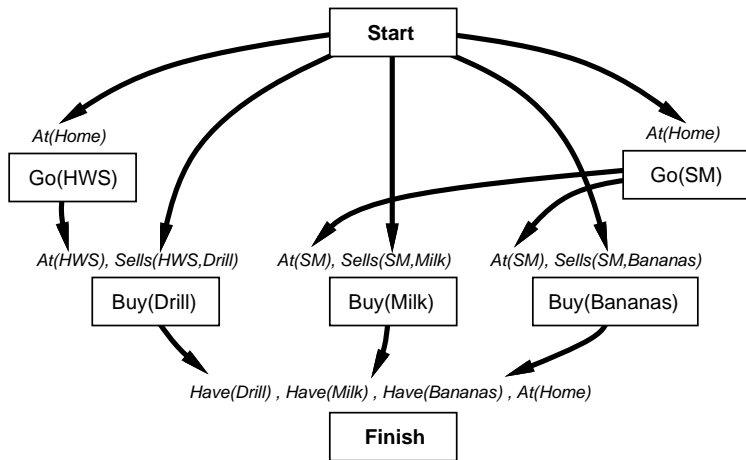 Start
At(Home) At(Home)
Go(HWS) Go(SM)
At(HWS), Sells(HWS,Drill) At(SM), Sells(SM,Milk) At(SM), Sells(SM,Bananas)
Buy(Drill) Buy(Milk) Buy(Bananas)
Have(Drill) , Have(Milk) , Have(Bananas) , At(Home)
Finish